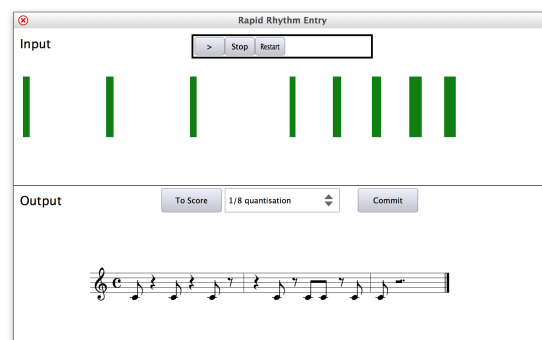 Rapid Rhythm Entry
Input
> Stop Restart
Output
To Score 1/8 quantisation Commit